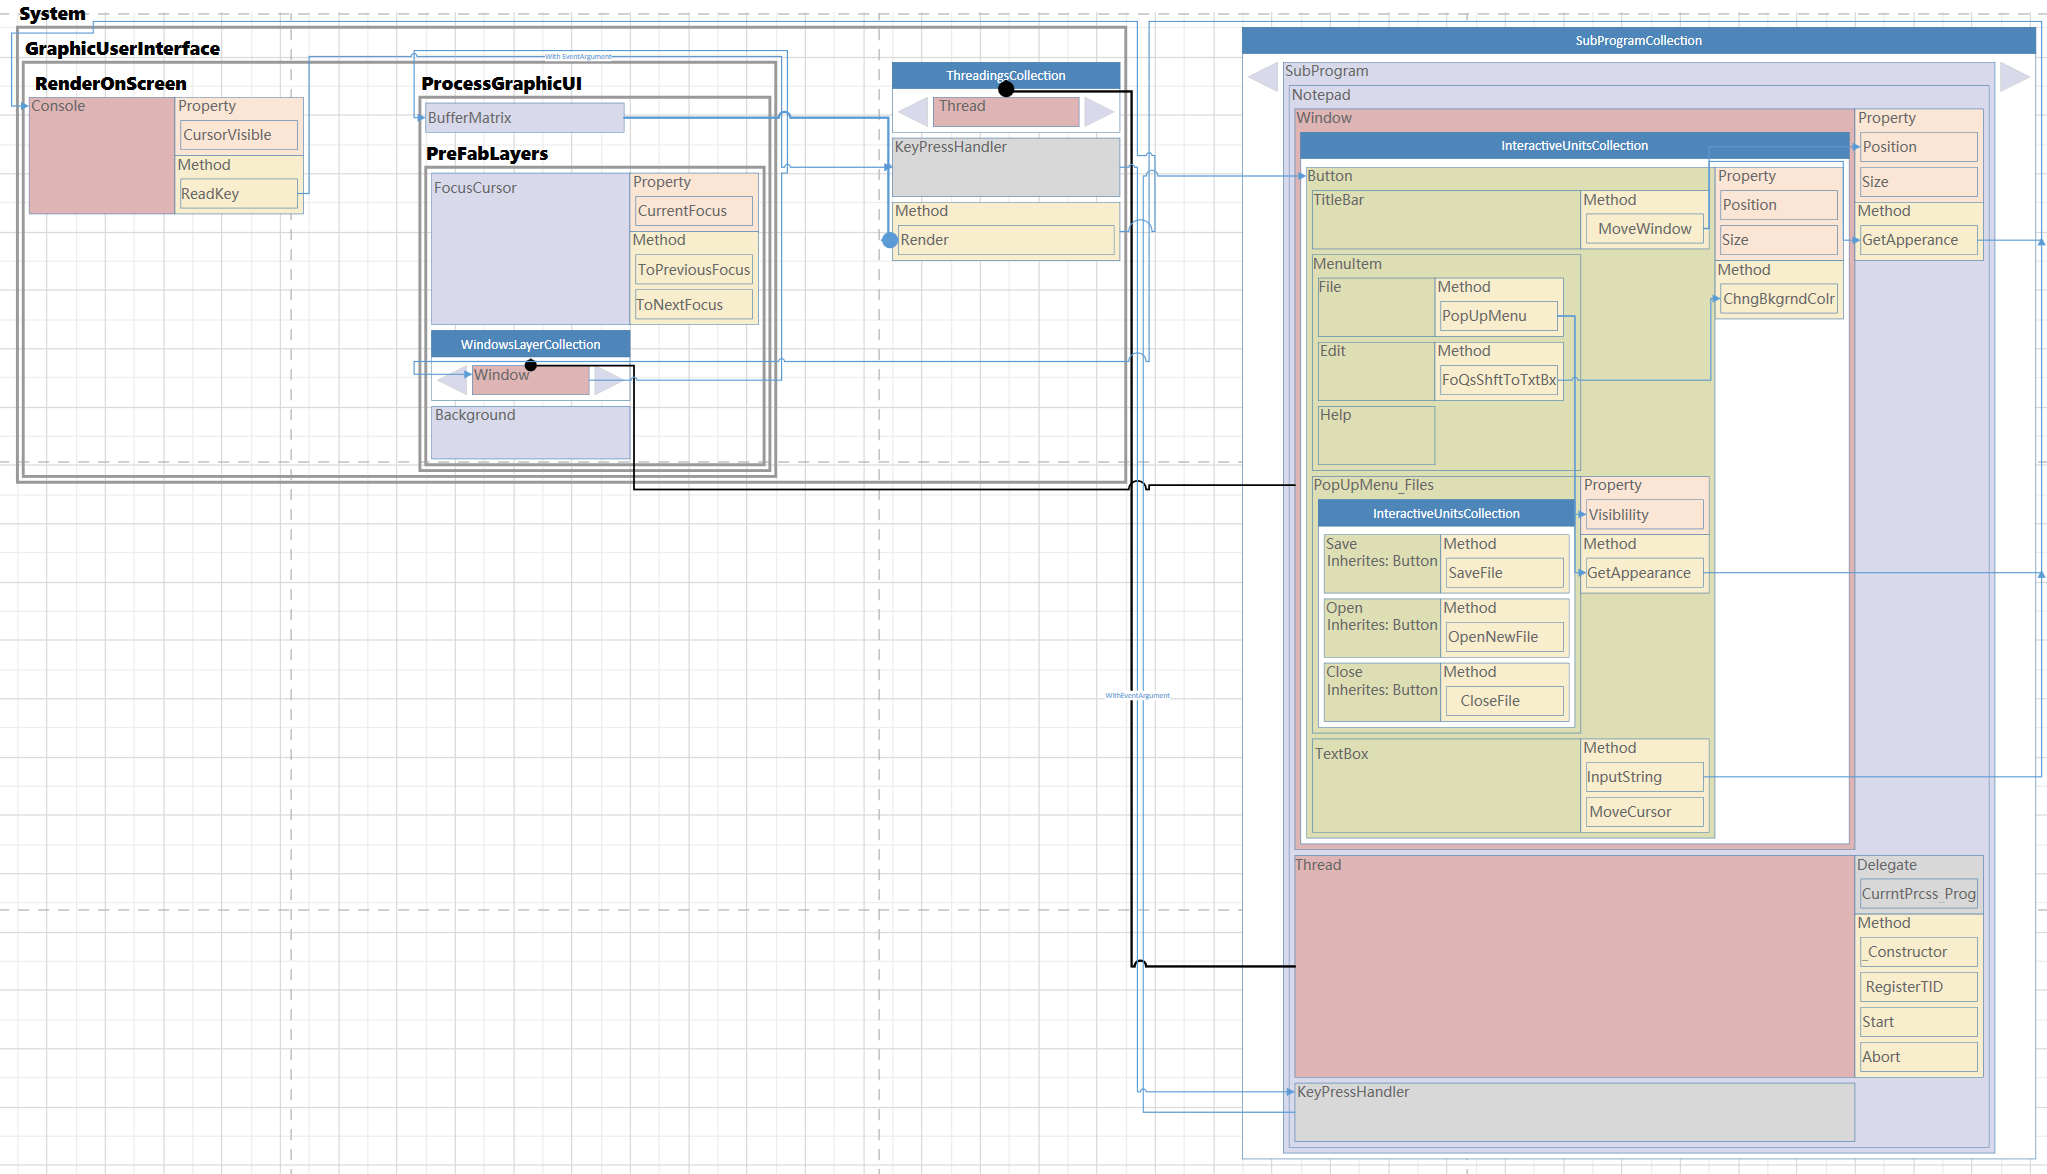 System
GraphicUserInterface
RenderOnScreen
Console
Property
CursorVisible
Method
ReadKey
With EventArgument
ProcessGraphicUI
BufferMatrix
PreFabLayers
FocusCursor
Property
CurrentFocus
Method
ToPreviousFocus
ToNextFocus
WindowsLayerCollection
Window
Background
ThreadingsCollection
Thread
KeyPressHandler
Method
Render
WithEventArgument
SubProgramCollection
SubProgram
Notepad
Window
InteractiveUnitsCollection
Button
TitleBar
Method
MoveWindow
MenuItem
File
Method
PopUpMenu
Edit
Method
FoQsShftToTxtBx
Help
Property
Position
Size
Method
ChngBkgrndColr
Property
Position
Size
Method
GetApperance
PopUpMenu_Files
InteractiveUnitsCollection
Save
Inherites: Button
Method
SaveFile
Open
Inherites: Button
Method
OpenNewFile
Close
Inherites: Button
Method
CloseFile
Property
Visiblility
Method
GetAppearance
TextBox
Method
InputString
MoveCursor
Thread
Delegate
CurrntPrcss_Prog
Method
_Constructor
RegisterTID
Start
Abort
KeyPressHandler